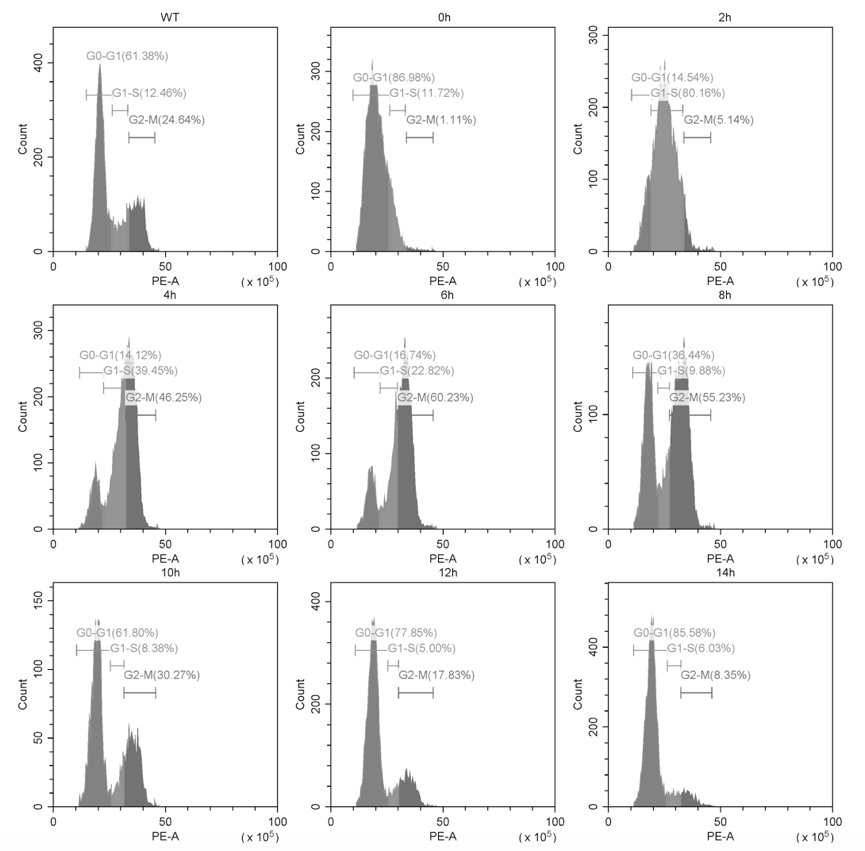 WT
G0-G1(61.38%)
G1-S(12.46%)
G2-M(24.64%)
Count
400
200
0
0
50
100
PE-A
(x 10⁵)
0h
G0-G1(86.98%)
G1-S(11.72%)
G2-M(1.11%)
Count
300
200
100
0
0
50
100
PE-A
(x 10⁵)
2h
G0-G1(14.54%)
G1-S(80.16%)
G2-M(5.14%)
Count
300
200
100
0
0
50
100
PE-A
(x 10⁵)
4h
G0-G1(14.12%)
G1-S(39.45%)
G2-M(46.25%)
Count
300
200
100
0
0
50
100
PE-A
(x 10⁵)
6h
G0-G1(16.74%)
G1-S(22.82%)
G2-M(60.23%)
Count
200
100
0
0
50
100
PE-A
(x 10⁵)
8h
G0-G1(36.44%)
G1-S(9.88%)
G2-M(55.23%)
Count
100
0
0
50
100
PE-A
(x 10⁵)
10h
G0-G1(61.80%)
G1-S(8.38%)
G2-M(30.27%)
Count
150
100
50
0
0
50
100
PE-A
(x 10⁵)
12h
G0-G1(77.85%)
G1-S(5.00%)
G2-M(17.83%)
Count
400
200
0
0
50
100
PE-A
(x 10⁵)
14h
G0-G1(85.58%)
G1-S(6.03%)
G2-M(8.35%)
Count
400
200
0
0
50
100
PE-A
(x 10⁵)